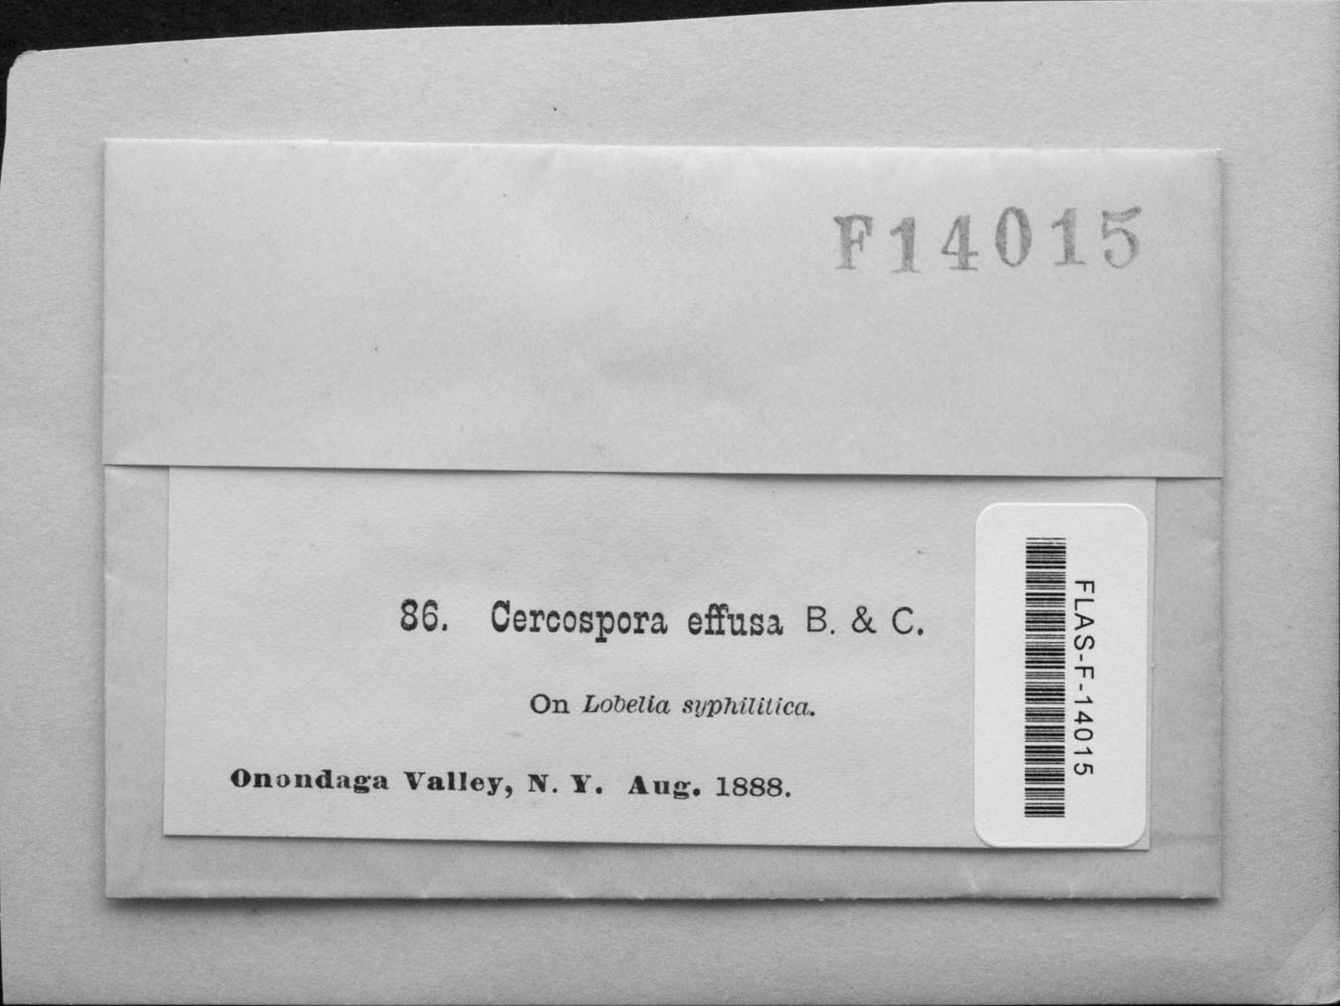 F14015
86. Cercospora effusa B. & C.
On Lobelia syphilitica.
Onondaga Valley, N. Y. Aug. 1888.
FLAS-F-14015